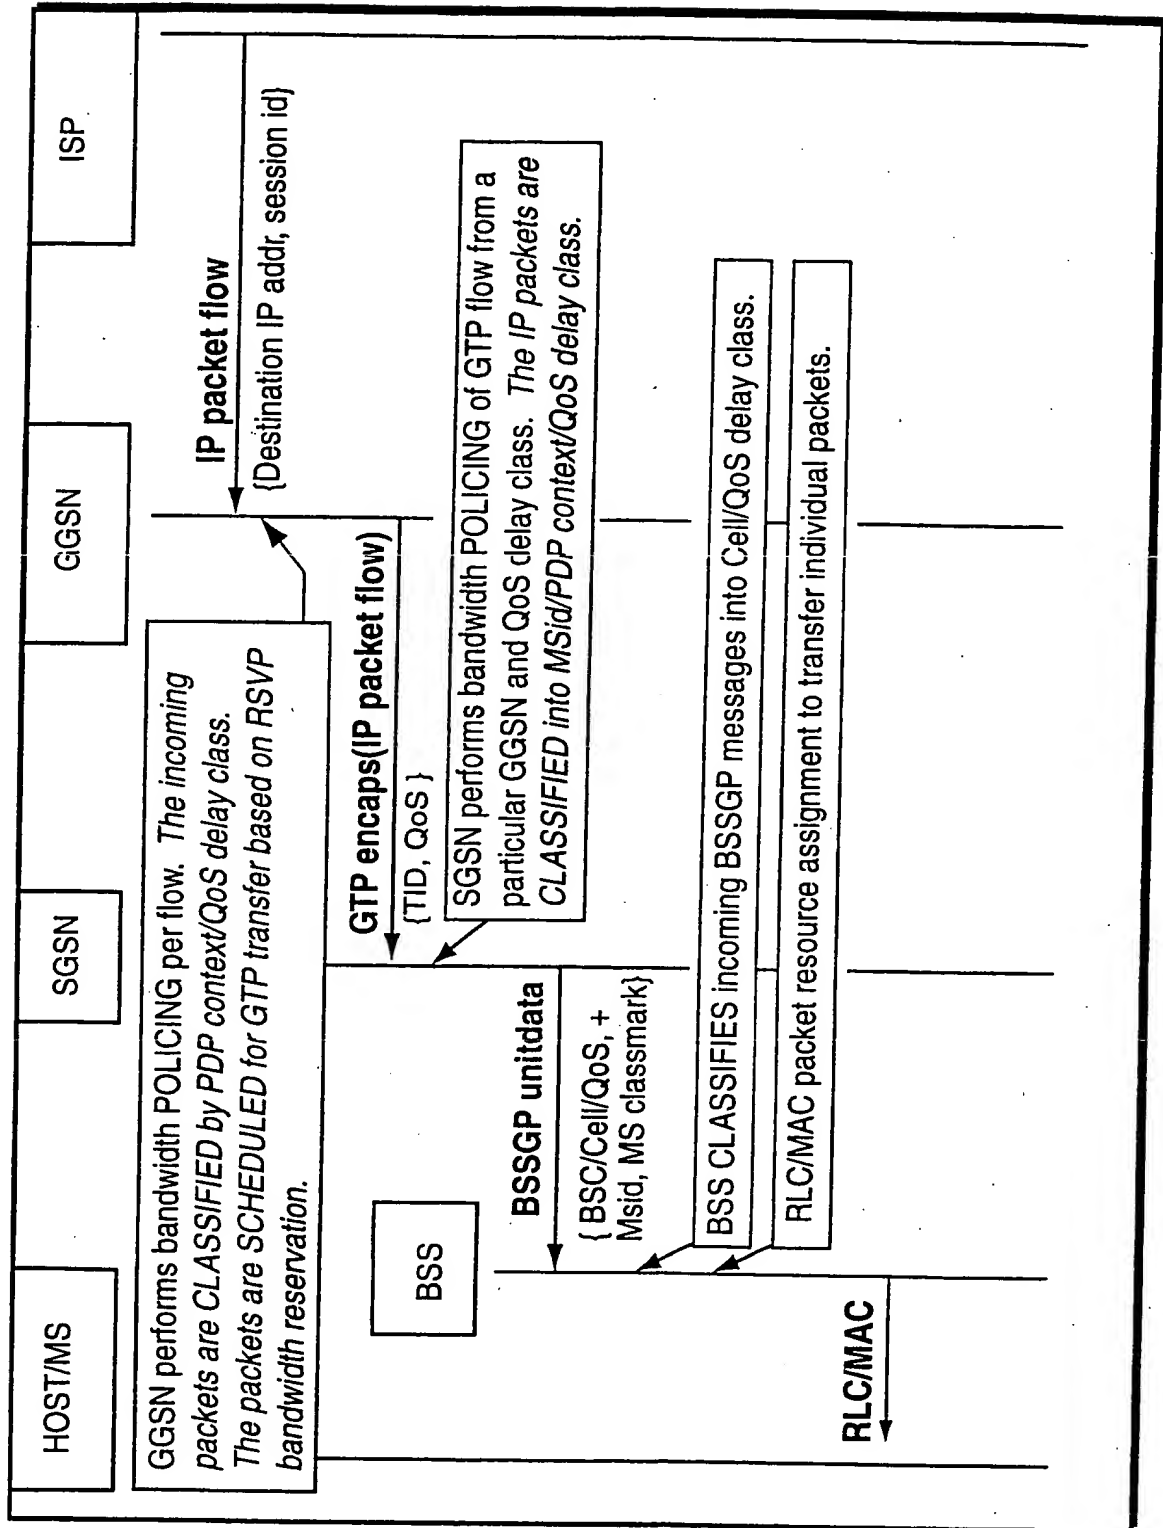 HOST/MS
SGSN
GGSN
ISP
GGSN performs bandwidth POLICING per flow. The incoming
packets are CLASSIFIED by PDP context/QoS delay class.
The packets are SCHEDULED for GTP transfer based on RSVP
bandwidth reservation.
IP packet flow
{Destination IP addr, session id}
GTP encaps(IP packet flow)
{TID, QoS }
SGSN performs bandwidth POLICING of GTP flow from a
particular GGSN and QoS delay class. The IP packets are
CLASSIFIED into MSid/PDP context/QoS delay class.
BSS
BSSGP unitdata
{ BSC/Cell/QoS, +
Msid, MS classmark}
BSS CLASSIFIES incoming BSSGP messages into Cell/QoS delay class.
RLC/MAC packet resource assignment to transfer individual packets.
RLC/MAC